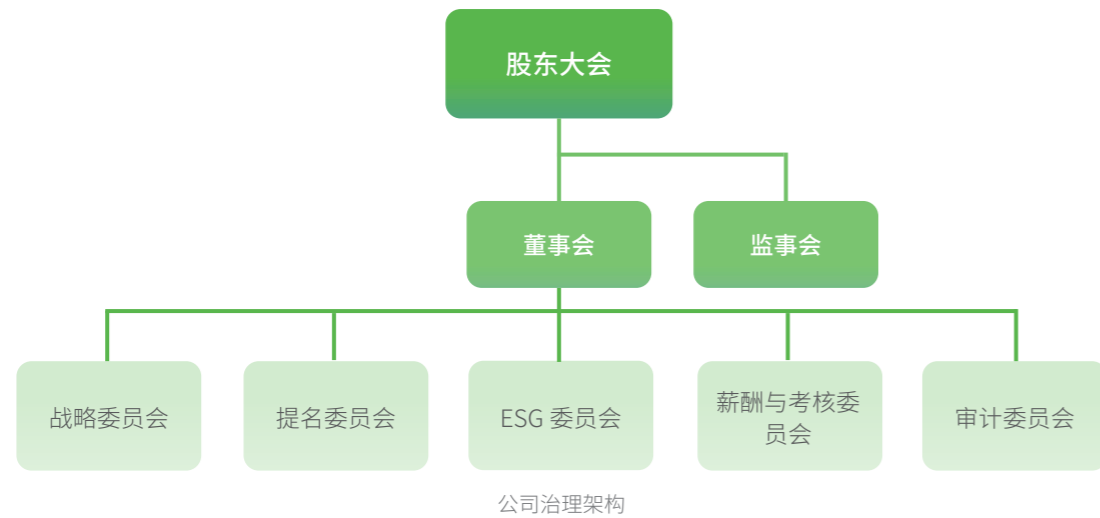 股东大会
董事会
监事会
战略委员会
提名委员会
ESG 委员会
薪酬与考核委
员会
审计委员会
公司治理架构